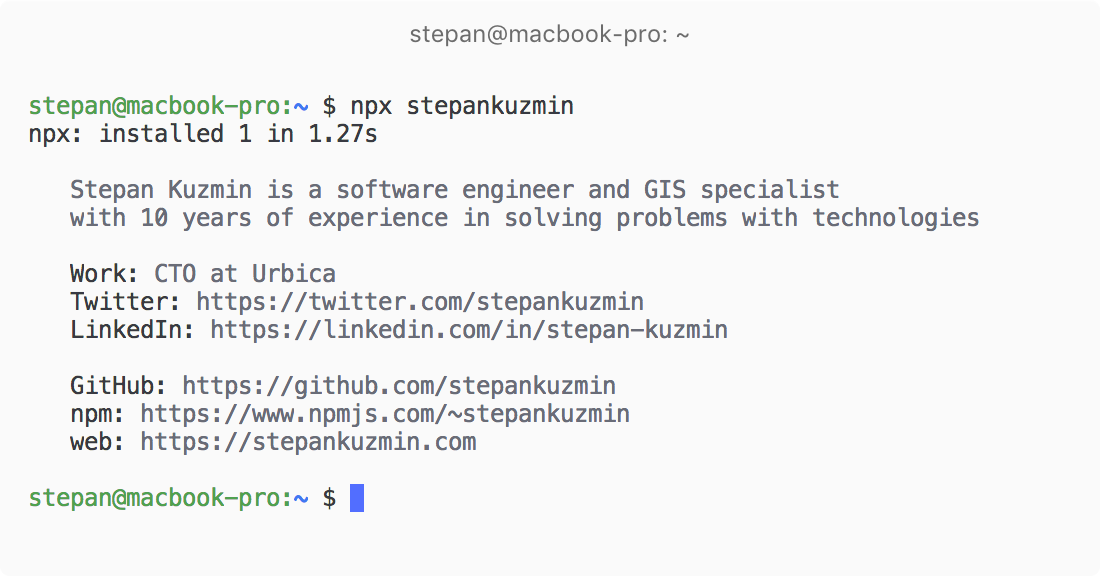 stepan@macbook-pro: ~
stepan@macbook-pro:~ $ npx stepankuzmin
npx: installed 1 in 1.27s
Stepan Kuzmin is a software engineer and GIS specialist
with 10 years of experience in solving problems with technologies
Work: CTO at Urbica
Twitter: https://twitter.com/stepankuzmin
LinkedIn: https://linkedin.com/in/stepan-kuzmin
GitHub: https://github.com/stepankuzmin
npm: https://www.npmjs.com/~stepankuzmin
web: https://stepankuzmin.com
stepan@macbook-pro:~ $